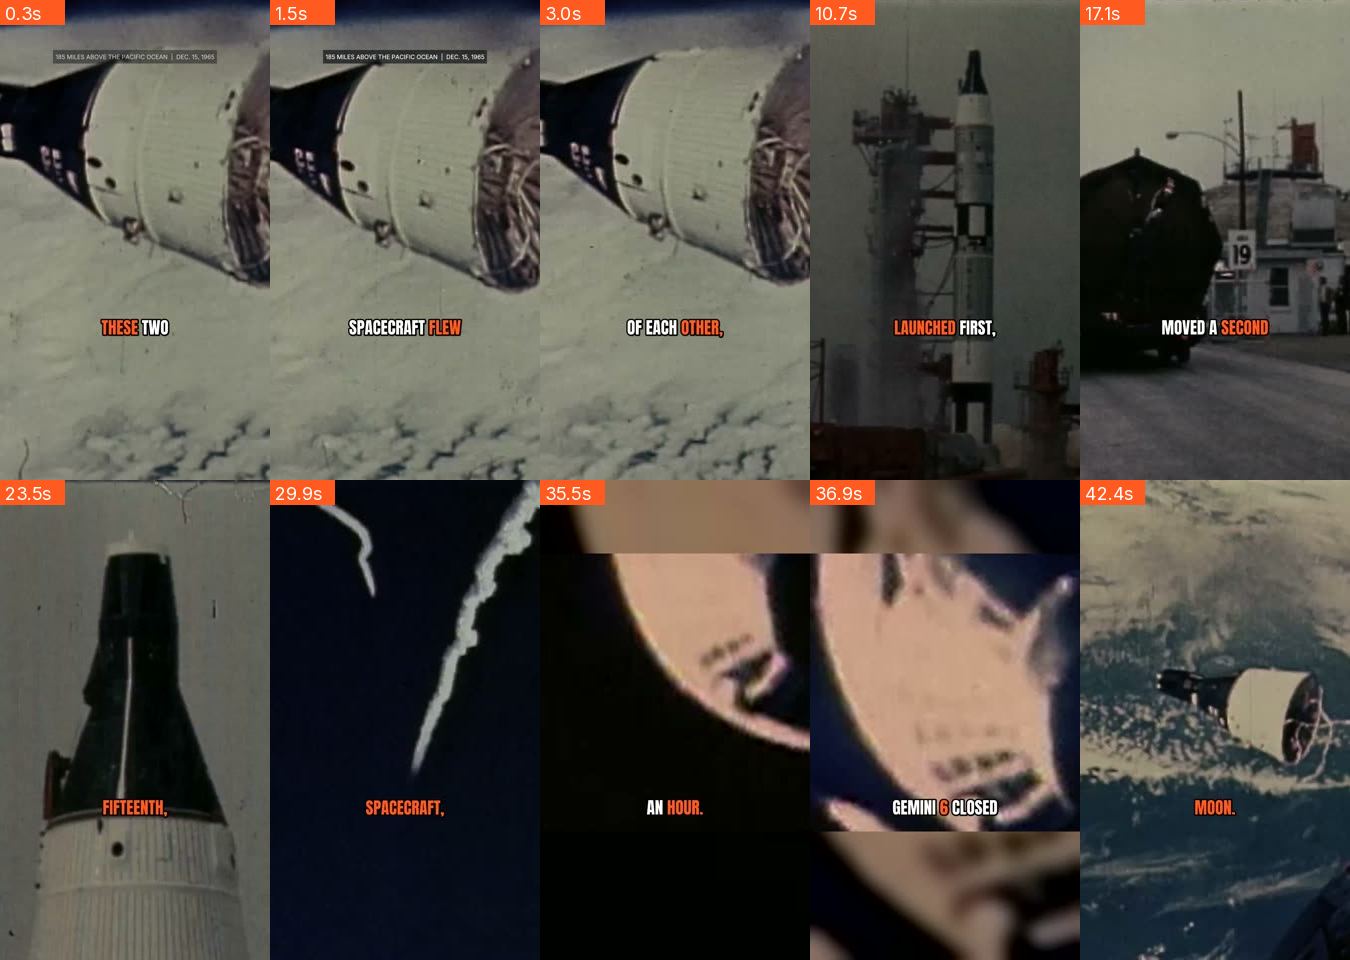 0.3s
185 MILES ABOVE THE PACIFIC OCEAN | DEC. 15, 1965
THESE TWO
1.5s
185 MILES ABOVE THE PACIFIC OCEAN | DEC. 15, 1965
SPACECRAFT FLEW
3.0s
OF EACH OTHER,
10.7s
LAUNCHED FIRST,
17.1s
19
MOVED A SECOND
23.5s
FIFTEENTH,
29.9s
SPACECRAFT,
35.5s
AN HOUR.
36.9s
GEMINI 6 CLOSED
42.4s
MOON.